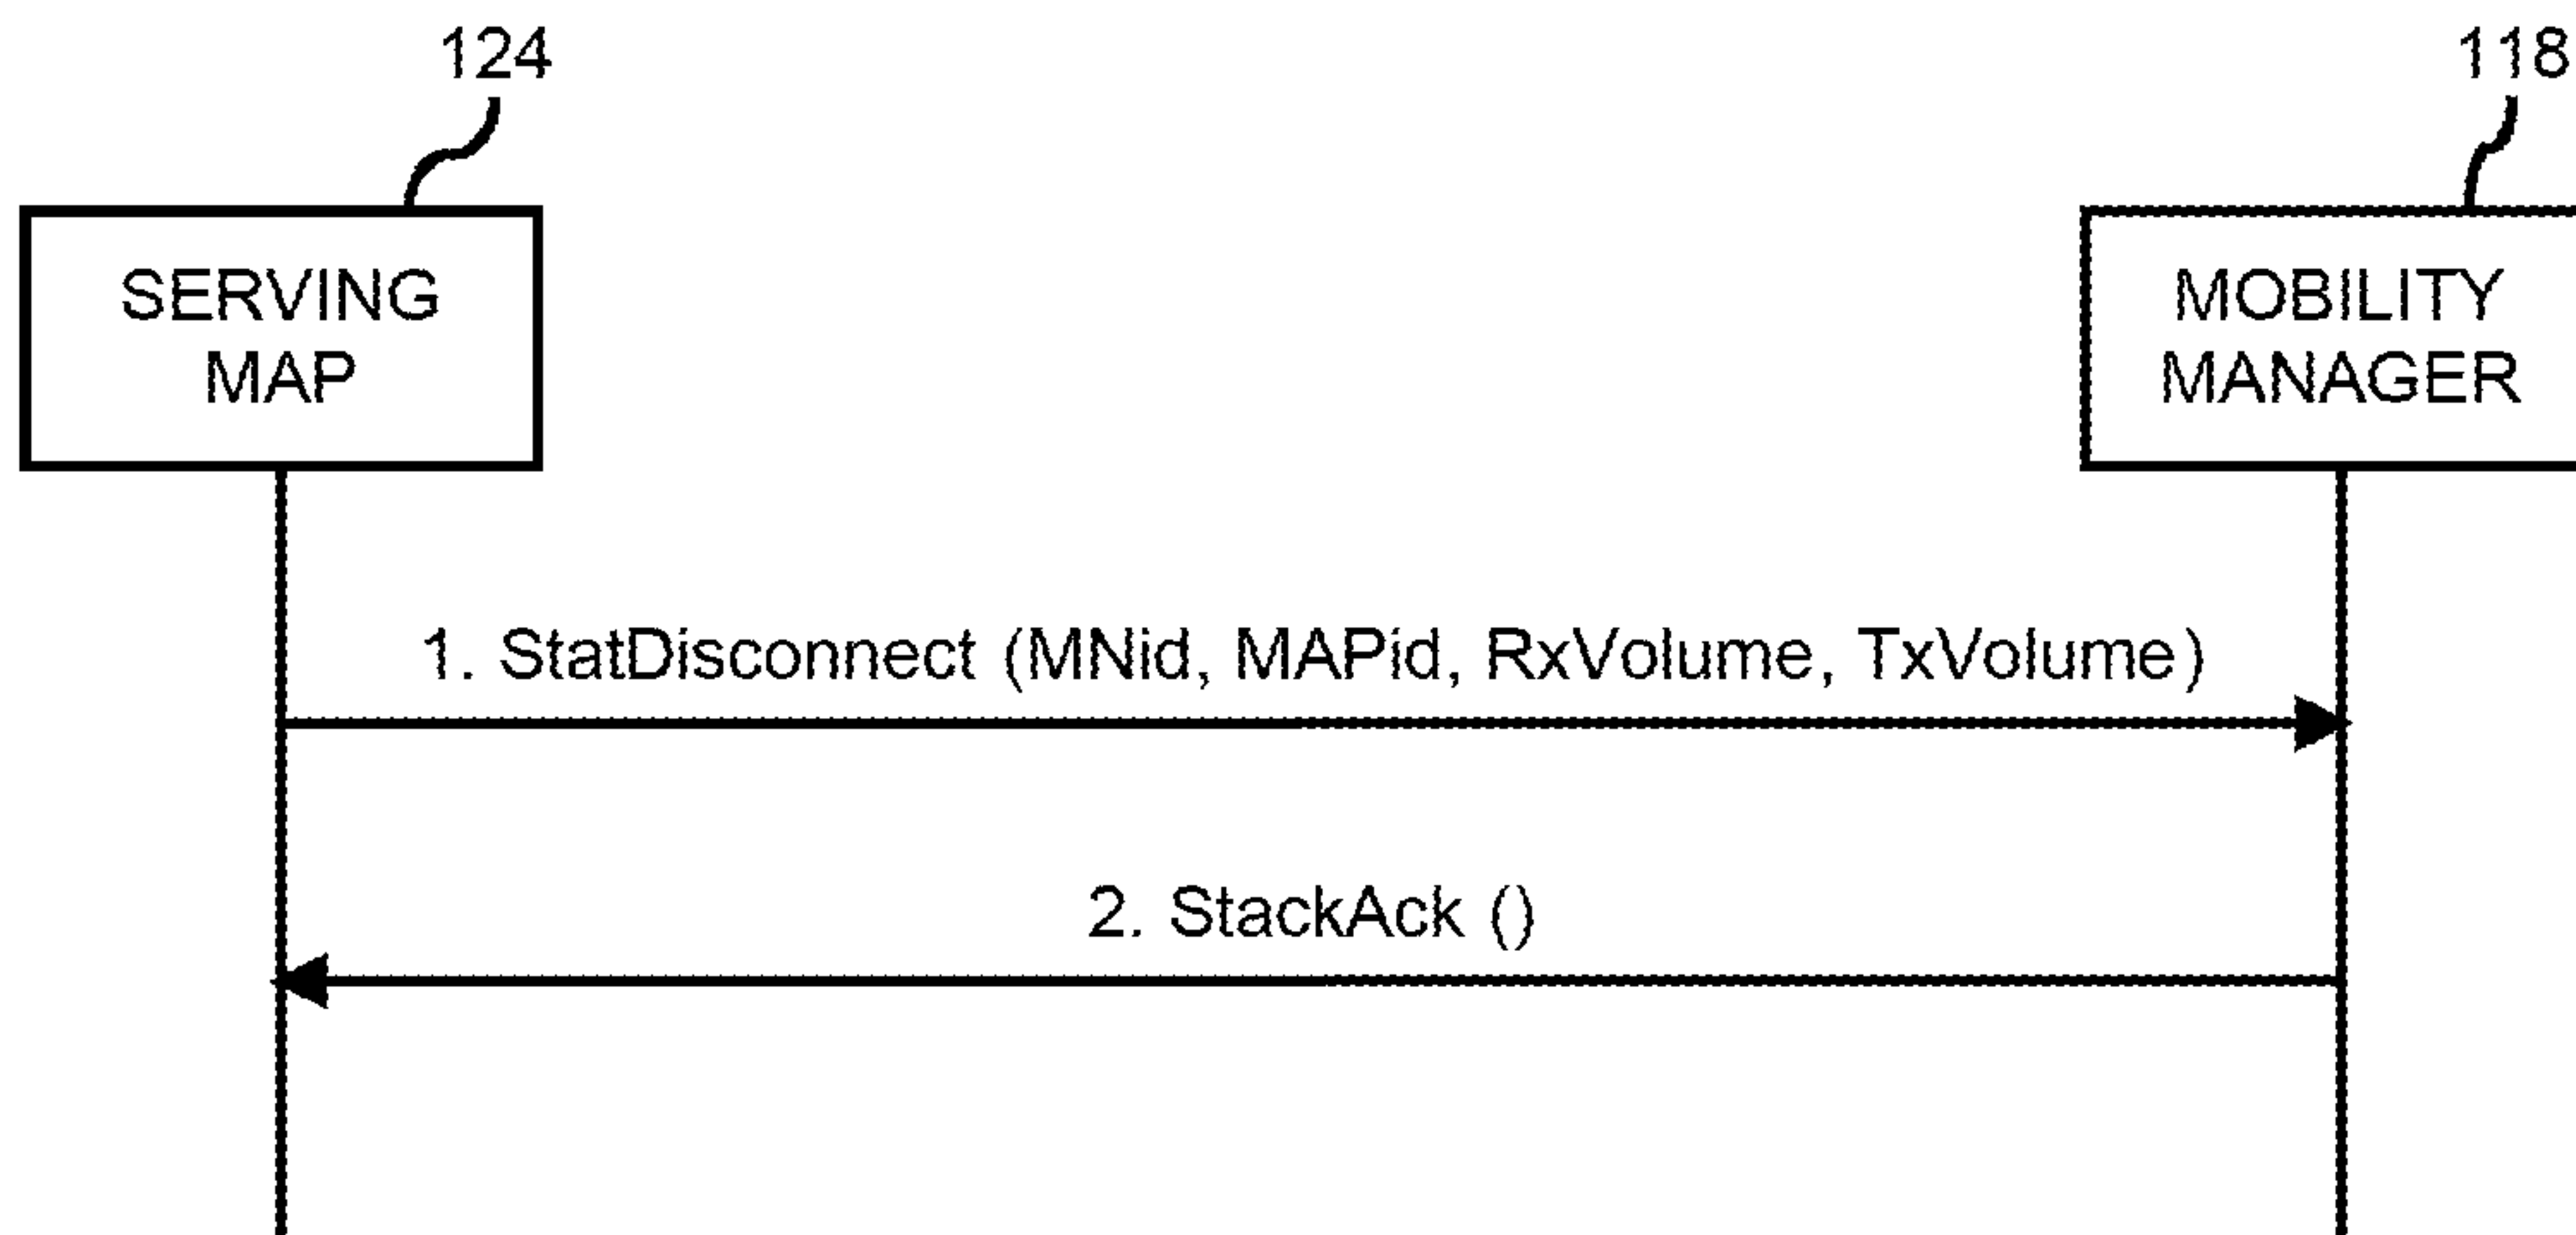 124
118
SERVING
MAP
MOBILITY
MANAGER
1. StatDisconnect (MNid, MAPid, RxVolume, TxVolume)
2. StackAck ()